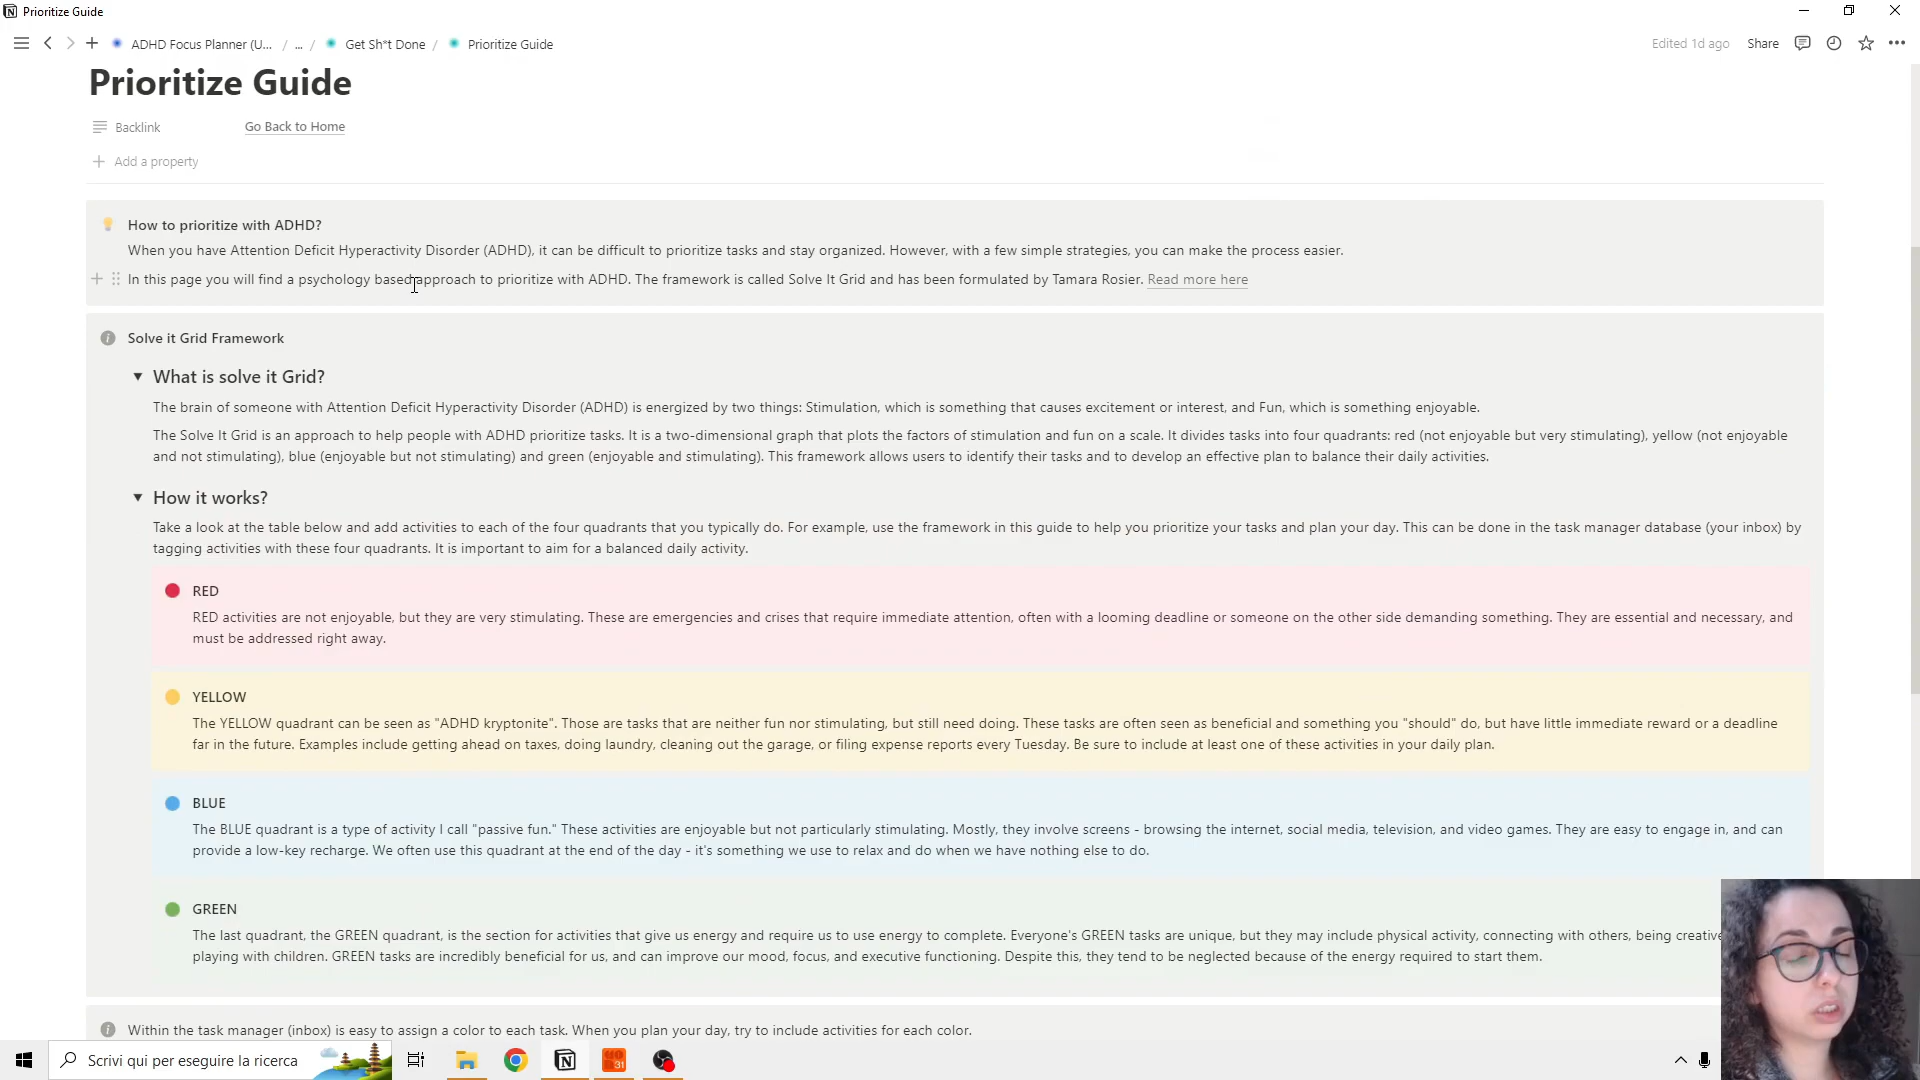 Prioritize Guide
ADHD Focus Planner (U... / ... / Get Sh*t Done / Prioritize Guide
Edited 1d ago Share
Prioritize Guide
Backlink Go Back to Home
Add a property
How to prioritize with ADHD?
When you have Attention Deficit Hyperactivity Disorder (ADHD), it can be difficult to prioritize tasks and stay organized. However, with a few simple strategies, you can make the process easier.
In this page you will find a psychology based approach to prioritize with ADHD. The framework is called Solve It Grid and has been formulated by Tamara Rosier. Read more here
Solve it Grid Framework
What is solve it Grid?
The brain of someone with Attention Deficit Hyperactivity Disorder (ADHD) is energized by two things: Stimulation, which is something that causes excitement or interest, and Fun, which is something enjoyable.
The Solve It Grid is an approach to help people with ADHD prioritize tasks. It is a two-dimensional graph that plots the factors of stimulation and fun on a scale. It divides tasks into four quadrants: red (not enjoyable but very stimulating), yellow (not enjoyable
and not stimulating), blue (enjoyable but not stimulating) and green (enjoyable and stimulating). This framework allows users to identify their tasks and to develop an effective plan to balance their daily activities.
How it works?
Take a look at the table below and add activities to each of the four quadrants that you typically do. For example, use the framework in this guide to help you prioritize your tasks and plan your day. This can be done in the task manager database (your inbox) by
tagging activities with these four quadrants. It is important to aim for a balanced daily activity.
RED
RED activities are not enjoyable, but they are very stimulating. These are emergencies and crises that require immediate attention, often with a looming deadline or someone on the other side demanding something. They are essential and necessary, and
must be addressed right away.
YELLOW
The YELLOW quadrant can be seen as "ADHD kryptonite". Those are tasks that are neither fun nor stimulating, but still need doing. These tasks are often seen as beneficial and something you "should" do, but have little immediate reward or a deadline
far in the future. Examples include getting ahead on taxes, doing laundry, cleaning out the garage, or filing expense reports every Tuesday. Be sure to include at least one of these activities in your daily plan.
BLUE
The BLUE quadrant is a type of activity I call "passive fun." These activities are enjoyable but not particularly stimulating. Mostly, they involve screens - browsing the internet, social media, television, and video games. They are easy to engage in, and can
provide a low-key recharge. We often use this quadrant at the end of the day - it's something we use to relax and do when we have nothing else to do.
GREEN
The last quadrant, the GREEN quadrant, is the section for activities that give us energy and require us to use energy to complete. Everyone's GREEN tasks are unique, but they may include physical activity, connecting with others, being creative
playing with children. GREEN tasks are incredibly beneficial for us, and can improve our mood, focus, and executive functioning. Despite this, they tend to be neglected because of the energy required to start them.
Within the task manager (inbox) is easy to assign a color to each task. When you plan your day, try to include activities for each color.
Scrivi qui per eseguire la ricerca
31